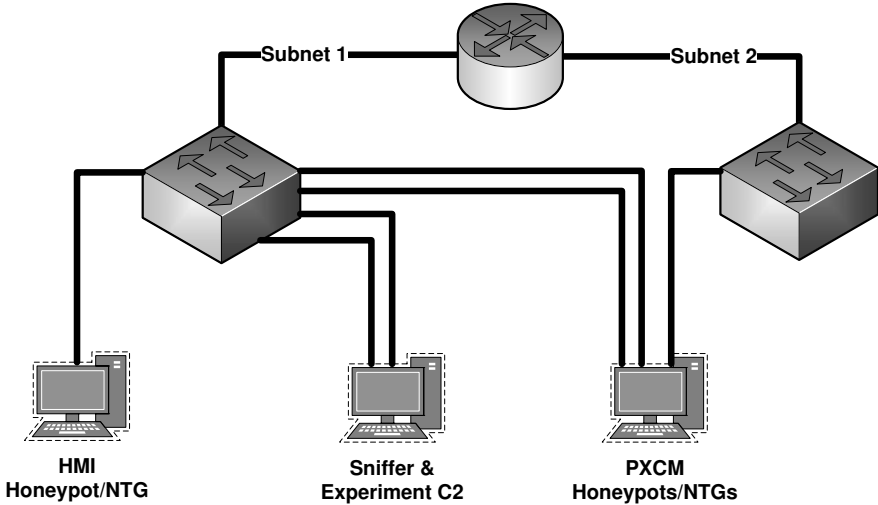 Subnet 1
Subnet 2
HMI
Honeypot/NTG
Sniffer &
Experiment C2
PXCM
Honeypots/NTGs